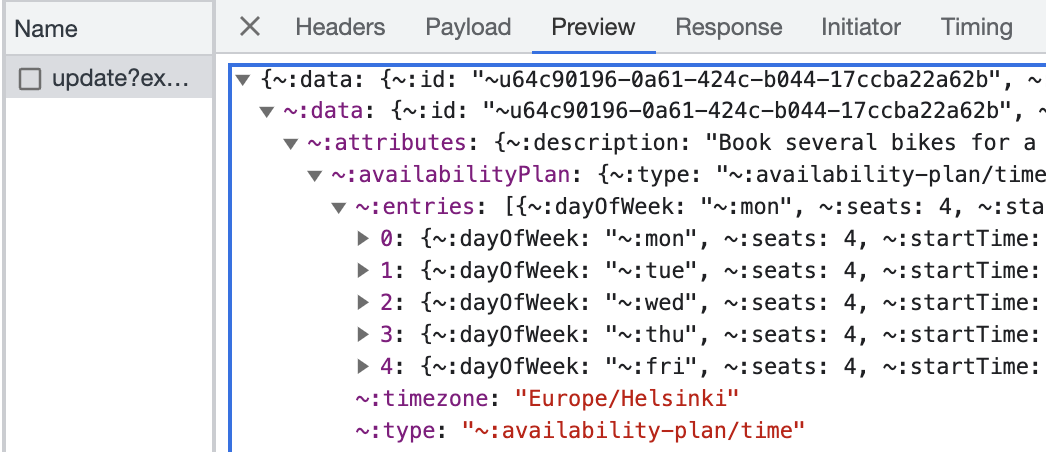 Name
Headers Payload Preview Response Initiator Timing
update?ex...
{~:data: {~:id: "~u64c90196-0a61-424c-b044-17ccba22a62b", ~
~:data: {~:id: "~u64c90196-0a61-424c-b044-17ccba22a62b", ~
~:attributes: {~:description: "Book several bikes for a
~:availabilityPlan: {~:type: "~:availability-plan/time
~:entries: [{~:dayOfWeek: "~:mon", ~:seats: 4, ~:sta
0: {~:dayOfWeek: "~:mon", ~:seats: 4, ~:startTime:
1: {~:dayOfWeek: "~:tue", ~:seats: 4, ~:startTime:
2: {~:dayOfWeek: "~:wed", ~:seats: 4, ~:startTime:
3: {~:dayOfWeek: "~:thu", ~:seats: 4, ~:startTime:
4: {~:dayOfWeek: "~:fri", ~:seats: 4, ~:startTime:
~:timezone: "Europe/Helsinki"
~:type: "~:availability-plan/time"